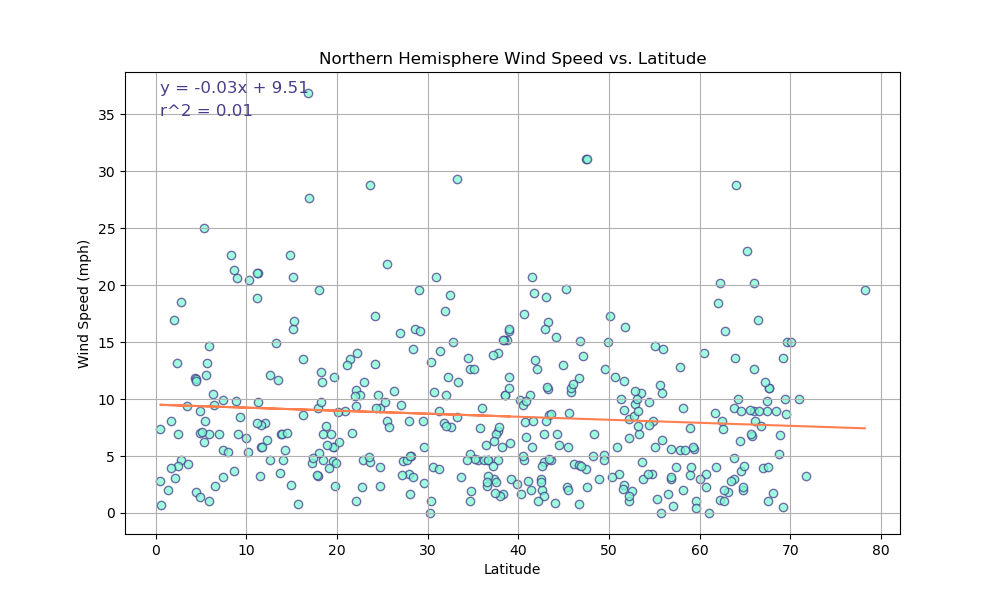 Northern Hemisphere Wind Speed vs. Latitude
y = -0.03x + 9.51
r^2 = 0.01
Wind Speed (mph)
35
30
25
20
15
10
5
0
0 10 20 30 40 50 60 70 80
Latitude